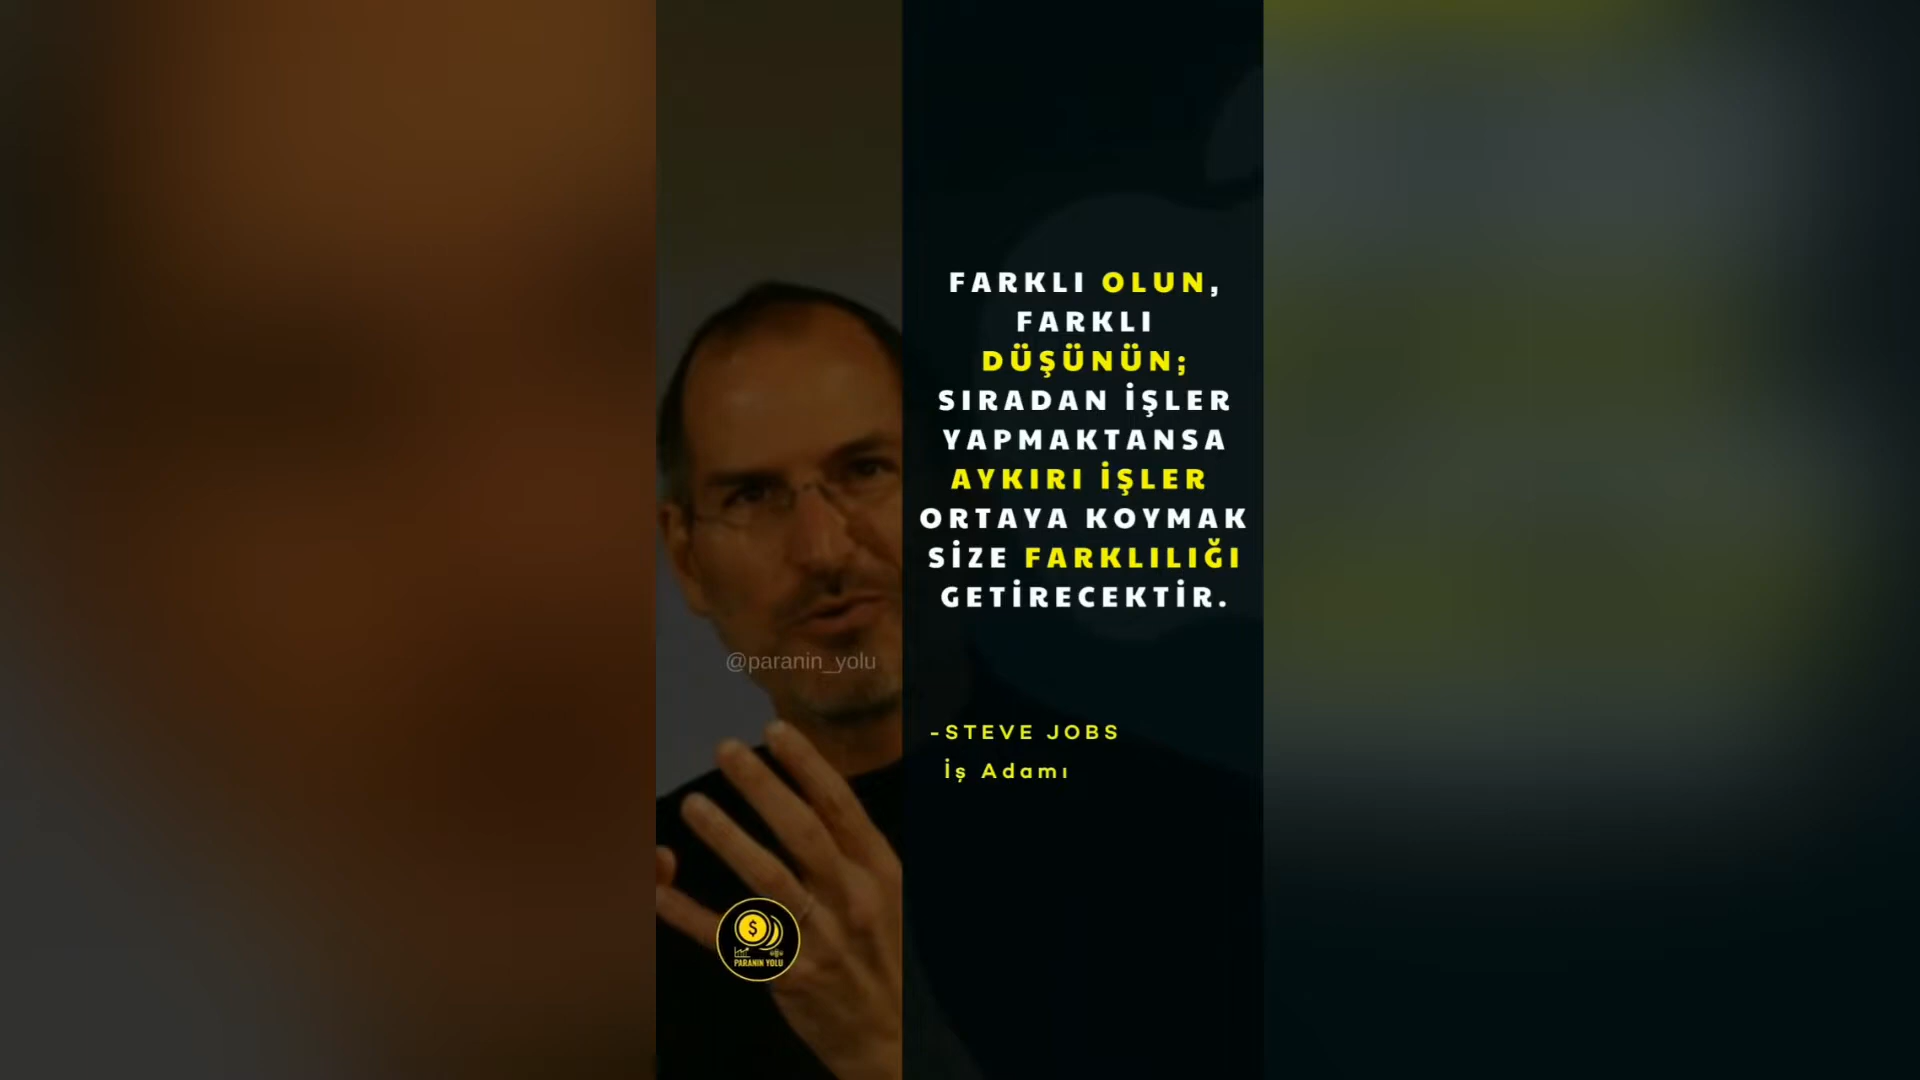 FARKLI OLUN,
FARKLI
DÜŞÜNÜN;
SIRADAN İŞLER
YAPMAKTANSA
AYKIRI İŞLER
ORTAYA KOYMAK
SİZE FARKLILIĞI
GETİRECEKTİR.
@paranin_yolu
-STEVE JOBS
İş Adamı
$
PARANIN YOLU